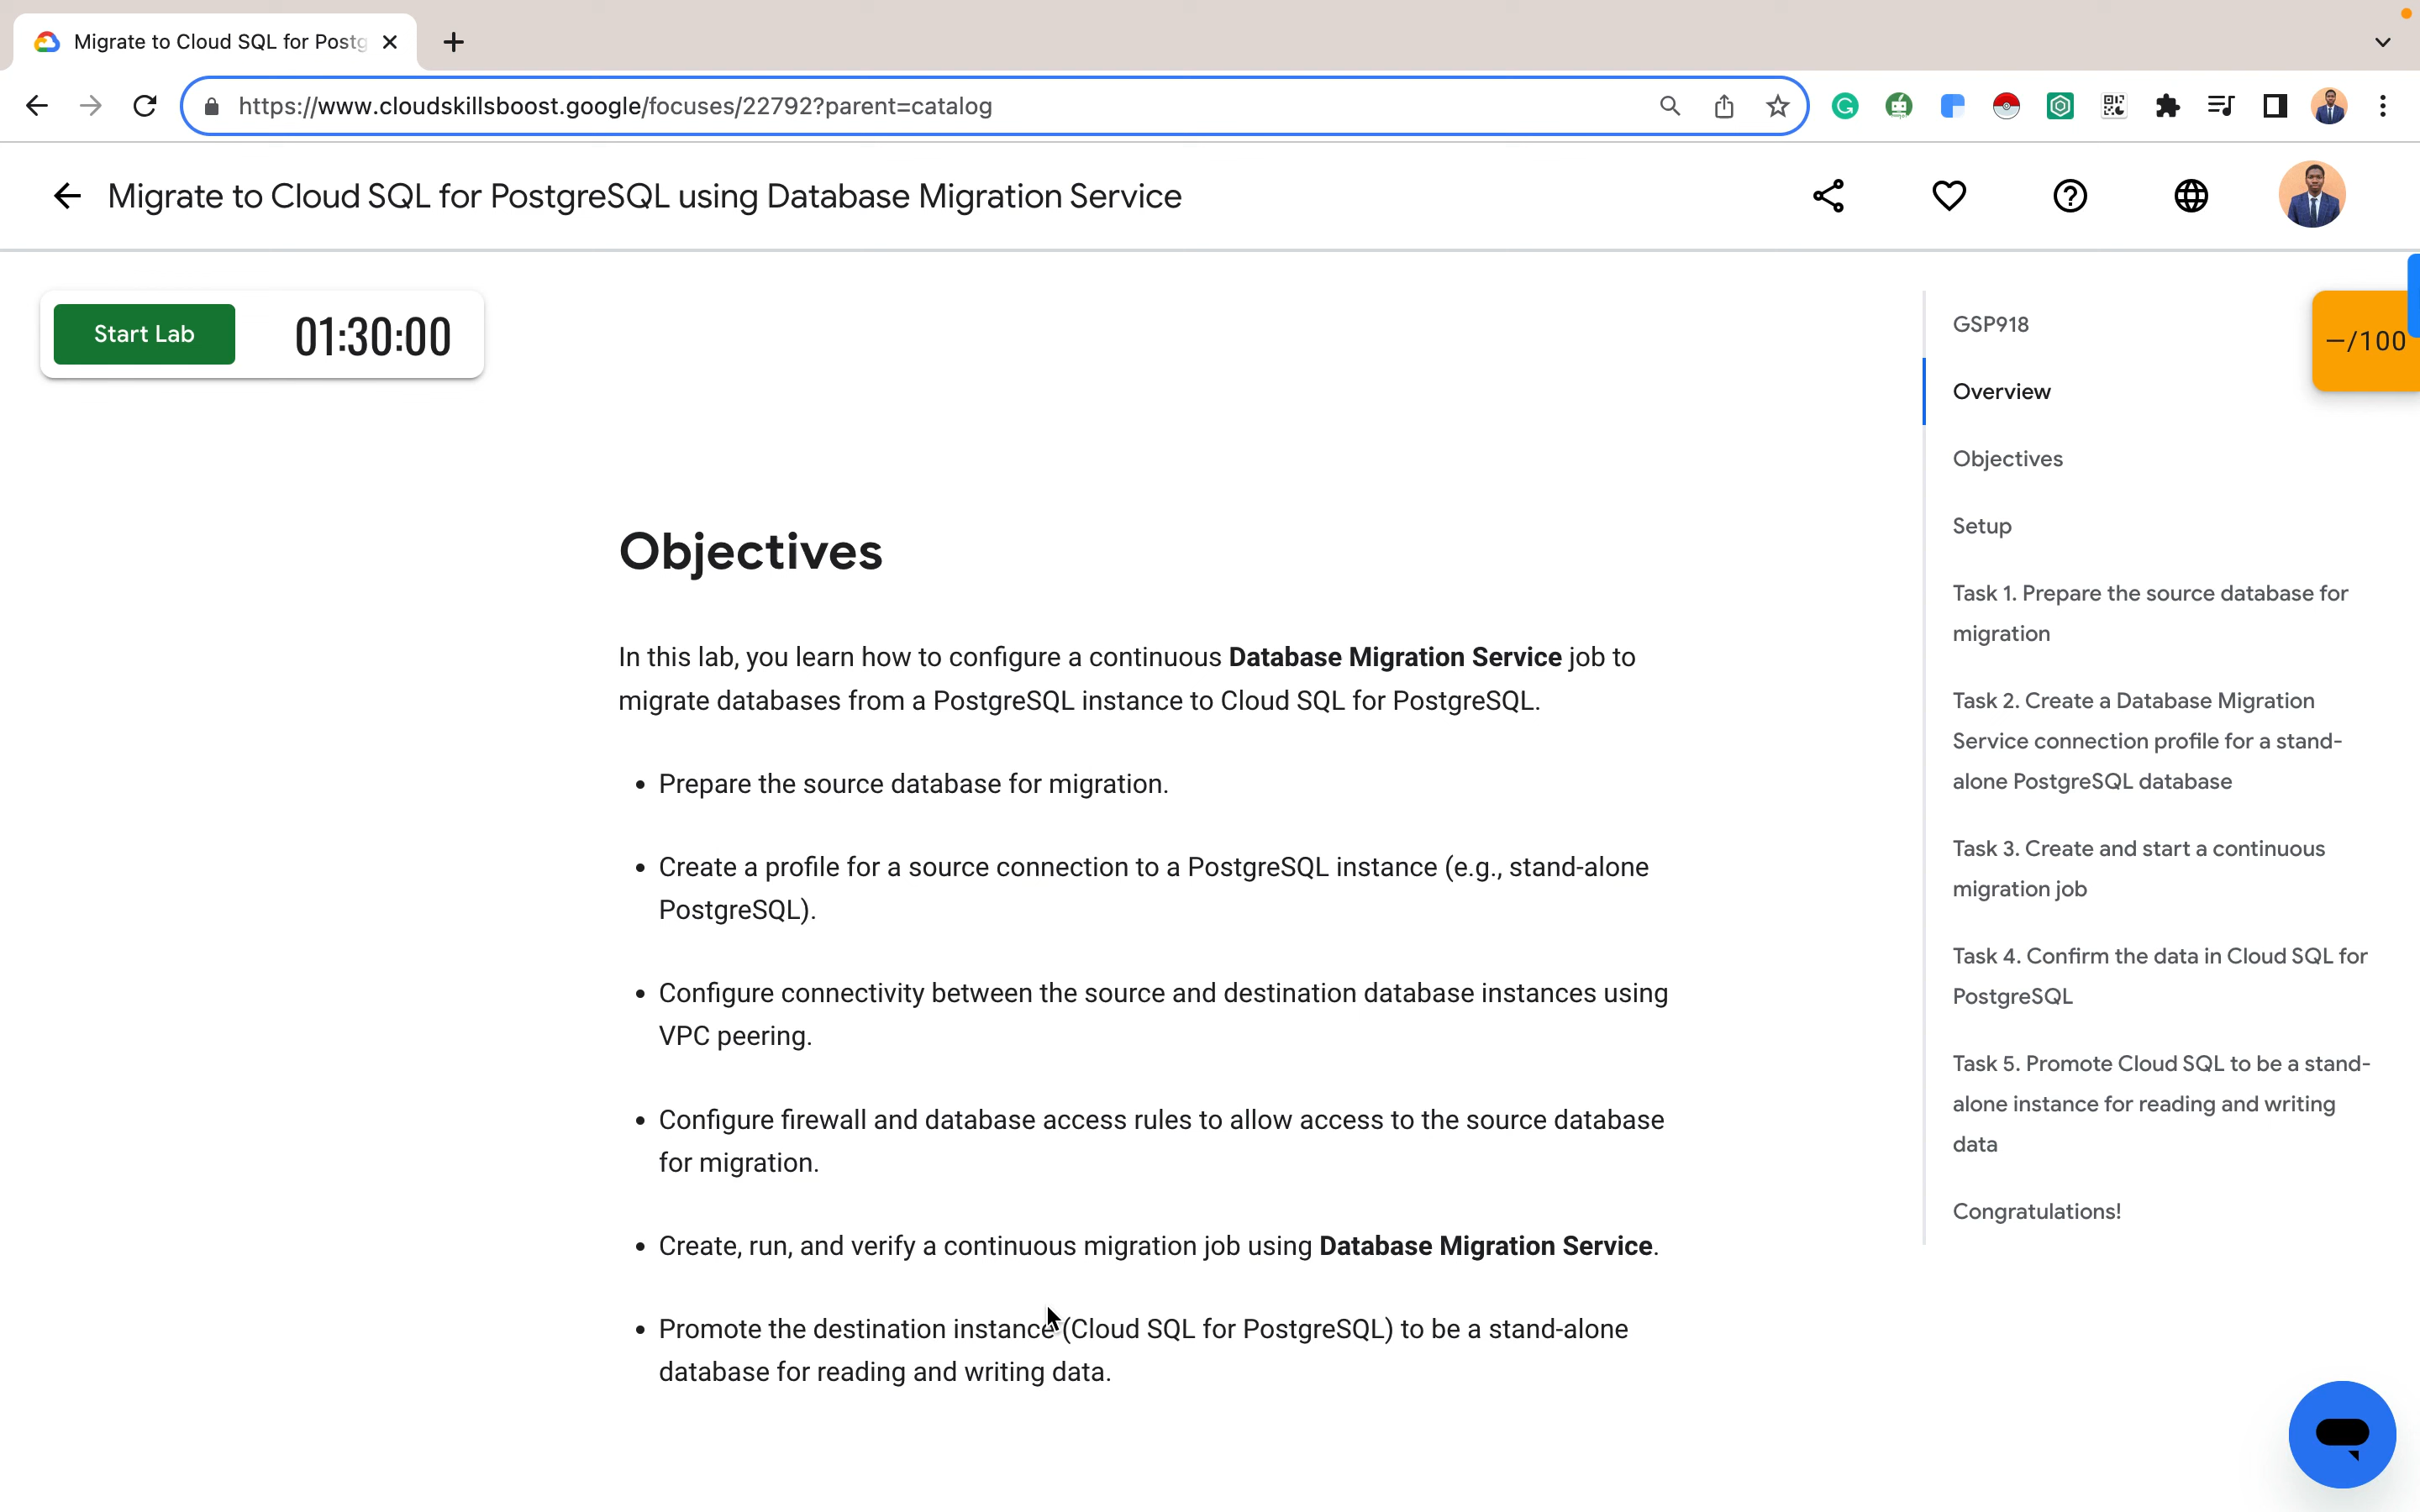 Migrate to Cloud SQL for Postg
https://www.cloudskillsboost.google/focuses/22792?parent=catalog
Migrate to Cloud SQL for PostgreSQL using Database Migration Service
Start Lab
01:30:00
Objectives
In this lab, you learn how to configure a continuous Database Migration Service job to
migrate databases from a PostgreSQL instance to Cloud SQL for PostgreSQL.
• Prepare the source database for migration.
• Create a profile for a source connection to a PostgreSQL instance (e.g., stand-alone
PostgreSQL).
• Configure connectivity between the source and destination database instances using
VPC peering.
• Configure firewall and database access rules to allow access to the source database
for migration.
• Create, run, and verify a continuous migration job using Database Migration Service.
• Promote the destination instance (Cloud SQL for PostgreSQL) to be a stand-alone
database for reading and writing data.
GSP918
Overview
Objectives
Setup
Task 1. Prepare the source database for
migration
Task 2. Create a Database Migration
Service connection profile for a stand-
alone PostgreSQL database
Task 3. Create and start a continuous
migration job
Task 4. Confirm the data in Cloud SQL for
PostgreSQL
Task 5. Promote Cloud SQL to be a stand-
alone instance for reading and writing
data
Congratulations!
—/100